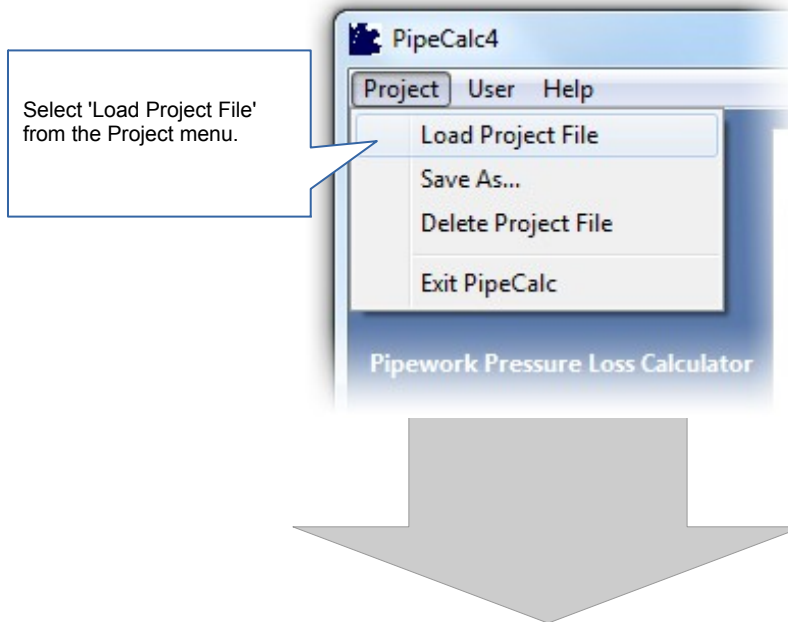 PipeCalc4
Project User Help
Select 'Load Project File'
from the Project menu.
Load Project File
Save As...
Delete Project File
Exit PipeCalc
Pipework Pressure Loss Calculator